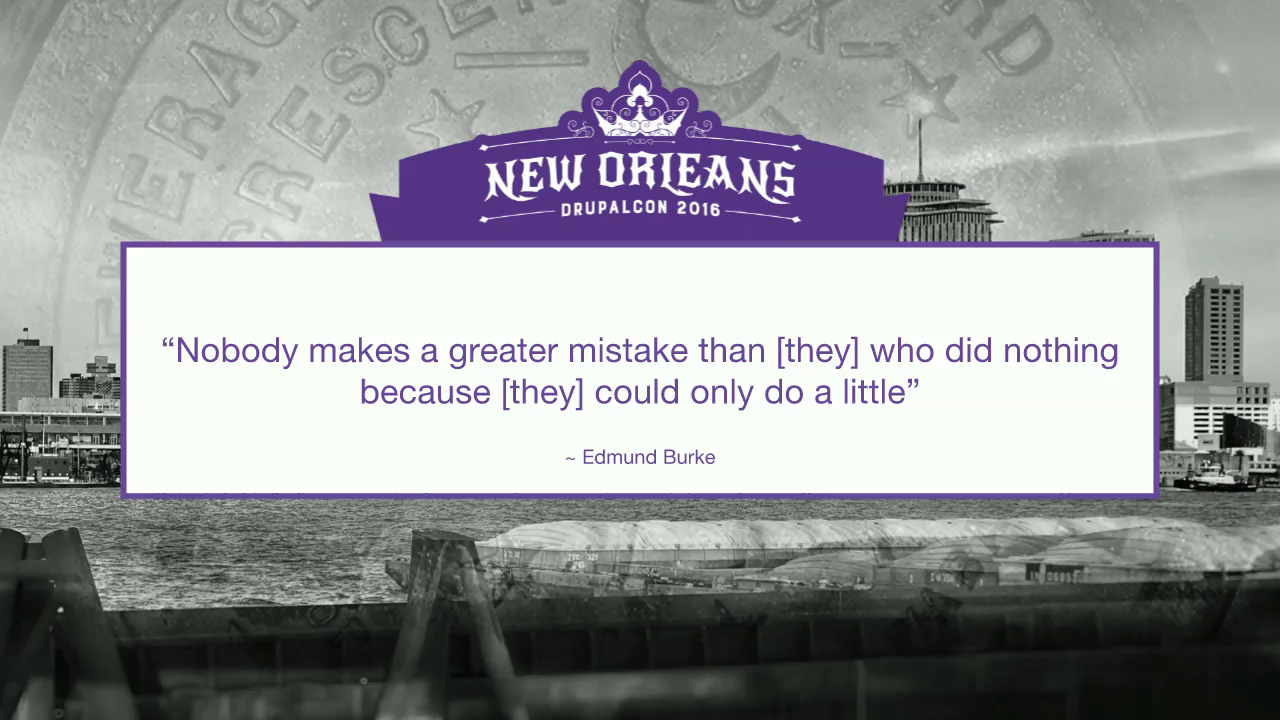 NEW ORLEANS
DRUPALCON 2016
“Nobody makes a greater mistake than [they] who did nothing
because [they] could only do a little”
~ Edmund Burke